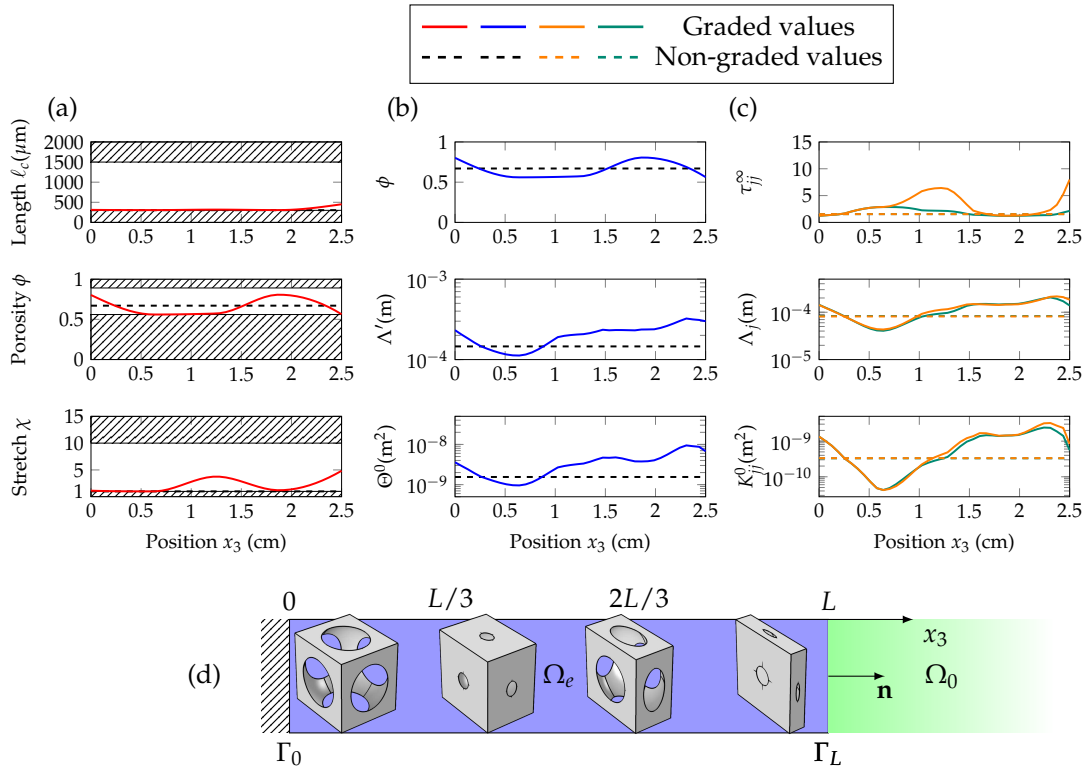 Graded values
Non-graded values
(a)
(b)
(c)
Length ℓc(μm)
2000
1500
1000
500
0
0 0.5 1 1.5 2 2.5
ϕ
1
0.5
0
0 0.5 1 1.5 2 2.5
τ∞jj
15
10
5
0
0 0.5 1 1.5 2 2.5
Porosity ϕ
1
0.5
0
0 0.5 1 1.5 2 2.5
Λ′(m)
10⁻³
10⁻⁴
0 0.5 1 1.5 2 2.5
Λj(m)
10⁻⁴
10⁻⁵
0 0.5 1 1.5 2 2.5
Stretch χ
15
10
5
1
0 0.5 1 1.5 2 2.5
Position x₃ (cm)
Θ⁰(m²)
10⁻⁸
10⁻⁹
0 0.5 1 1.5 2 2.5
Position x₃ (cm)
K⁰jj(m²)
10⁻⁹
10⁻¹⁰
0 0.5 1 1.5 2 2.5
Position x₃ (cm)
(d)
0 L/3 2L/3 L
x₃
Ωe
n
Ω₀
Γ₀
ΓL